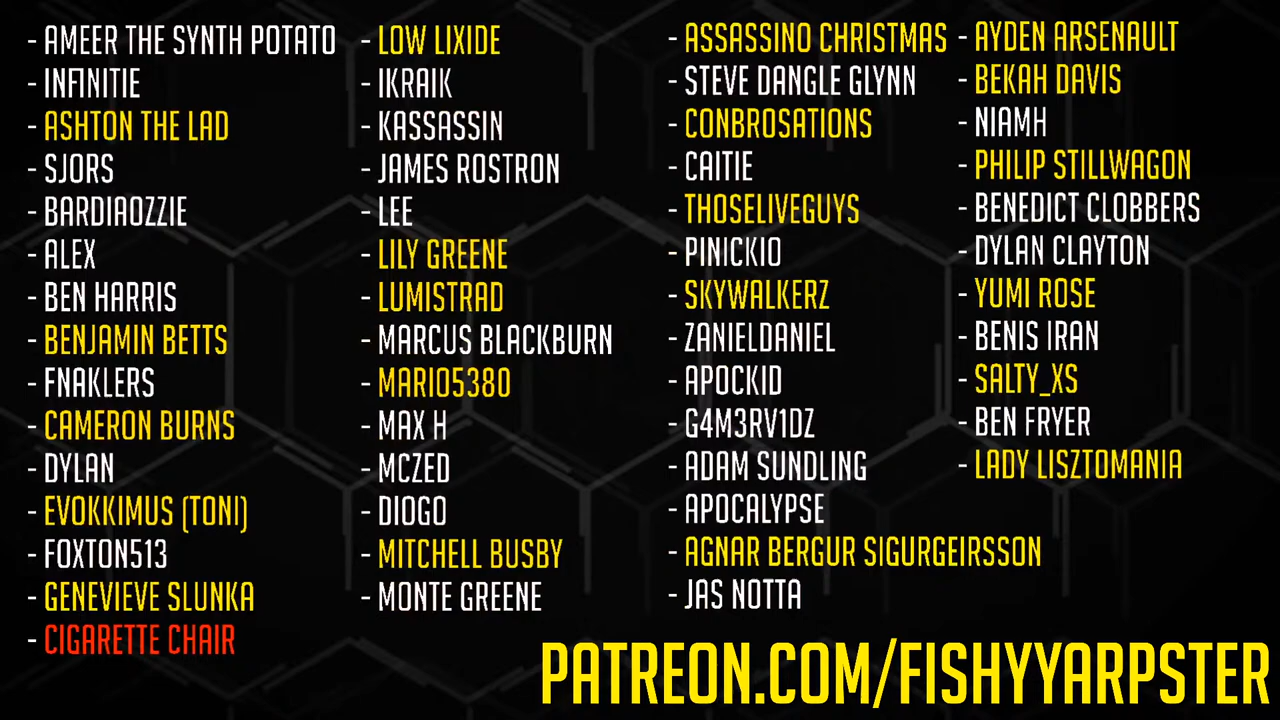 - AMEER THE SYNTH POTATO
- INFINITIE
- ASHTON THE LAD
- SJORS
- BARDIAOZZIE
- ALEX
- BEN HARRIS
- BENJAMIN BETTS
- FNAKLERS
- CAMERON BURNS
- DYLAN
- EVOKKIMUS (TONI)
- FOXTON513
- GENEVIEVE SLUNKA
- CIGARETTE CHAIR
- LOW LIXIDE
- IKRAIK
- KASSASSIN
- JAMES ROSTRON
- LEE
- LILY GREENE
- LUMISTRAD
- MARCUS BLACKBURN
- MARIO5380
- MAX H
- MCZED
- DIOGO
- MITCHELL BUSBY
- MONTE GREENE
- ASSASSINO CHRISTMAS
- STEVE DANGLE GLYNN
- CONBROSATIONS
- CAITIE
- THOSELIVEGUYS
- PINICKIO
- SKYWALKERZ
- ZANIELDANIEL
- APOCKID
- G4M3RV1DZ
- ADAM SUNDLING
- APOCALYPSE
- AGNAR BERGUR SIGURGEIRSSON
- JAS NOTTA
- AYDEN ARSENAULT
- BEKAH DAVIS
- NIAMH
- PHILIP STILLWAGON
- BENEDICT CLOBBERS
- DYLAN CLAYTON
- YUMI ROSE
- BENIS IRAN
- SALTY_XS
- BEN FRYER
- LADY LISZTOMANIA
PATREON.COM/FISHYYARPSTER